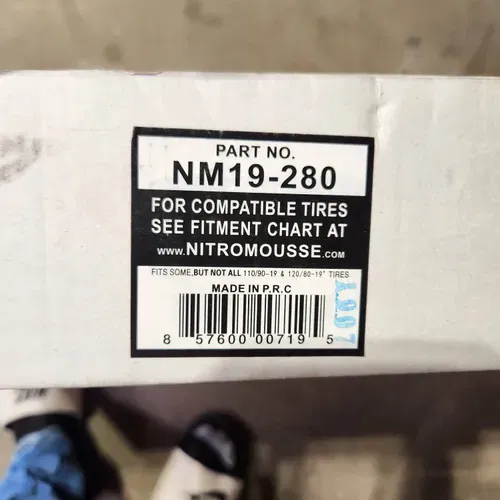 PART NO.
NM19-280
FOR COMPATIBLE TIRES
SEE FITMENT CHART AT
www.NITROMOUSSE.com
FITS SOME,BUT NOT ALL 110/90-19 & 120/80-19" TIRES
MADE IN P.R.C
8 57600 00719 5